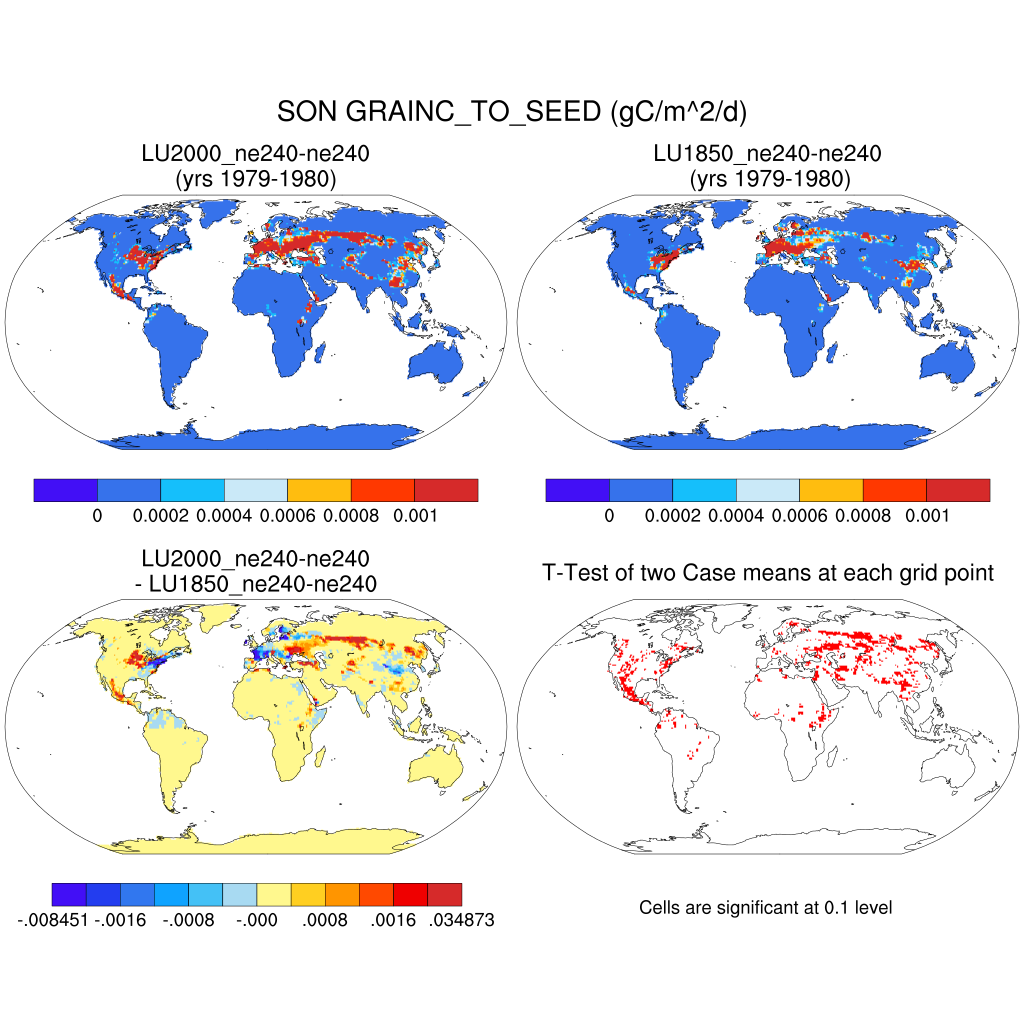 SON GRAINC_TO_SEED (gC/m^2/d)
LU2000_ne240-ne240
(yrs 1979-1980)
LU1850_ne240-ne240
(yrs 1979-1980)
0 0.0002 0.0004 0.0006 0.0008 0.001
0 0.0002 0.0004 0.0006 0.0008 0.001
LU2000_ne240-ne240
- LU1850_ne240-ne240
T-Test of two Case means at each grid point
-.008451 -.0016 -.0008 -.000 .0008 .0016 .034873
Cells are significant at 0.1 level